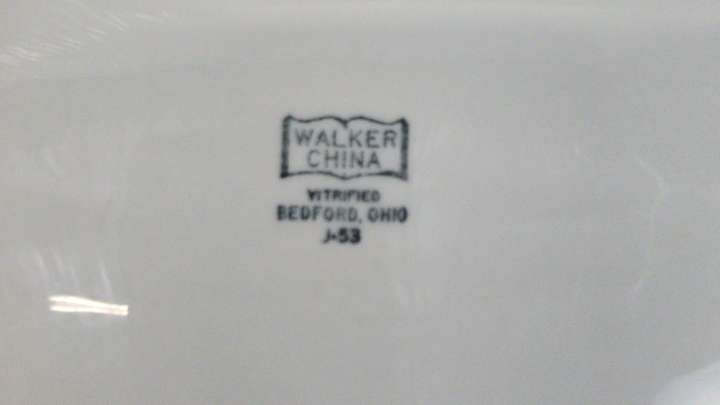 WALKER
CHINA
VITRIFIED
BEDFORD, OHIO
J-53